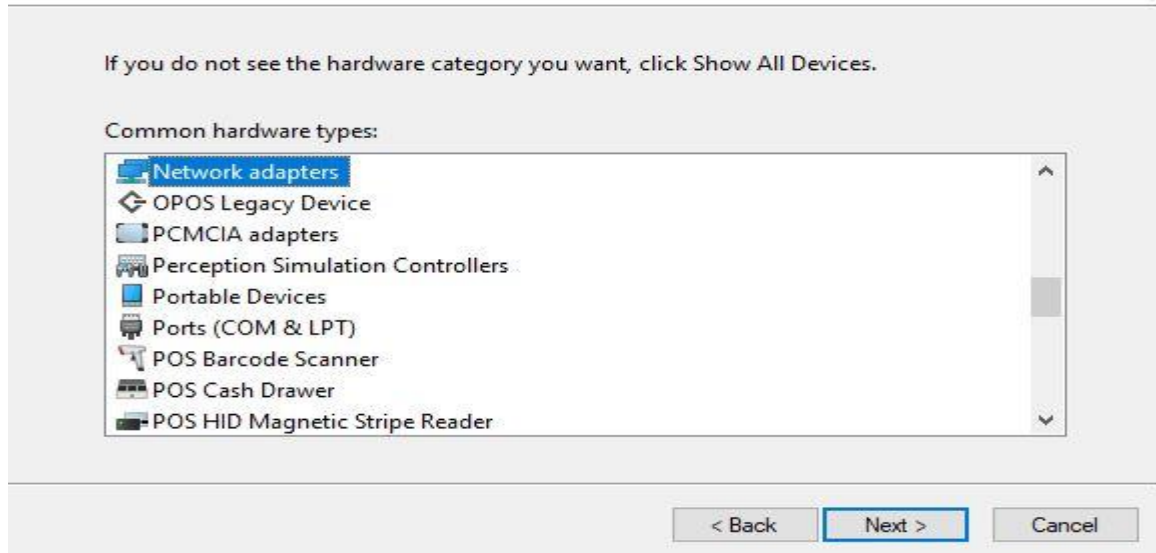 If you do not see the hardware category you want, click Show All Devices.
Common hardware types:
Network adapters
OPOS Legacy Device
PCMCIA adapters
Perception Simulation Controllers
Portable Devices
Ports (COM & LPT)
POS Barcode Scanner
POS Cash Drawer
POS HID Magnetic Stripe Reader
< Back Next > Cancel